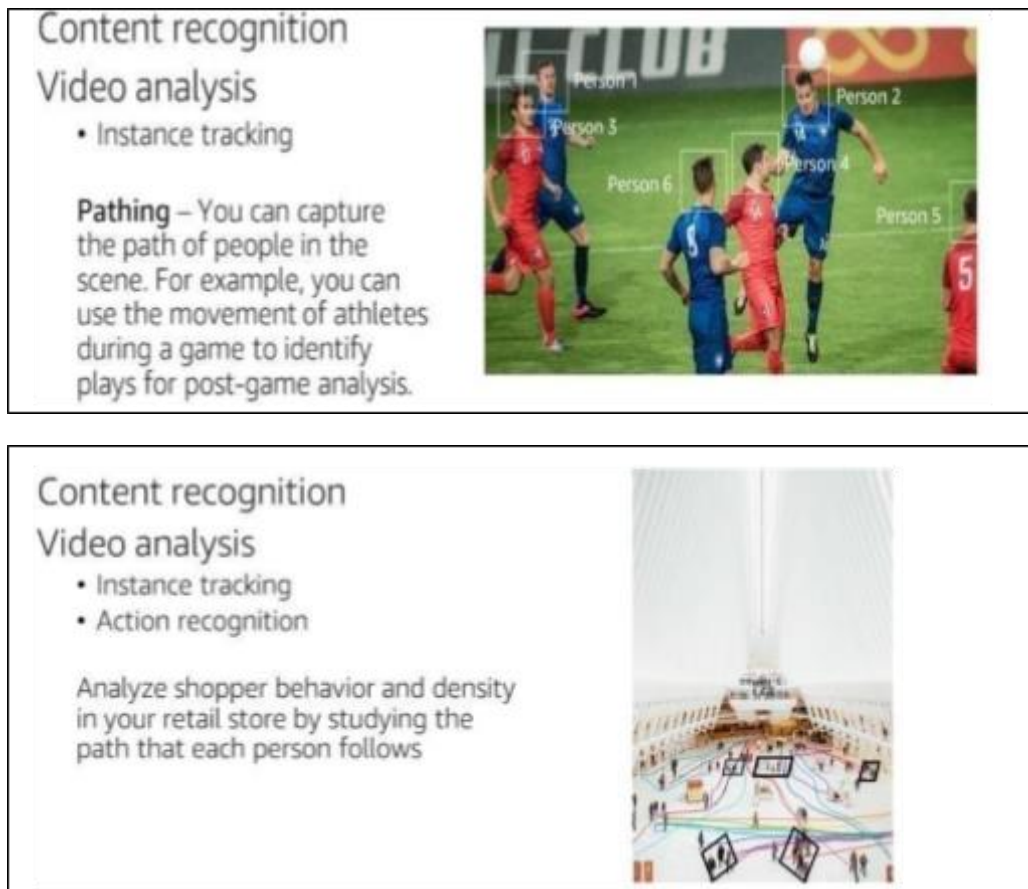 Content recognition
Video analysis
• Instance tracking
Pathing – You can capture
the path of people in the
scene. For example, you can
use the movement of athletes
during a game to identify
plays for post-game analysis.
CLUB
Person 1
Person 2
Person 3
Person 4
Person 6
Person 5
8
5
Content recognition
Video analysis
• Instance tracking
• Action recognition
Analyze shopper behavior and density
in your retail store by studying the
path that each person follows